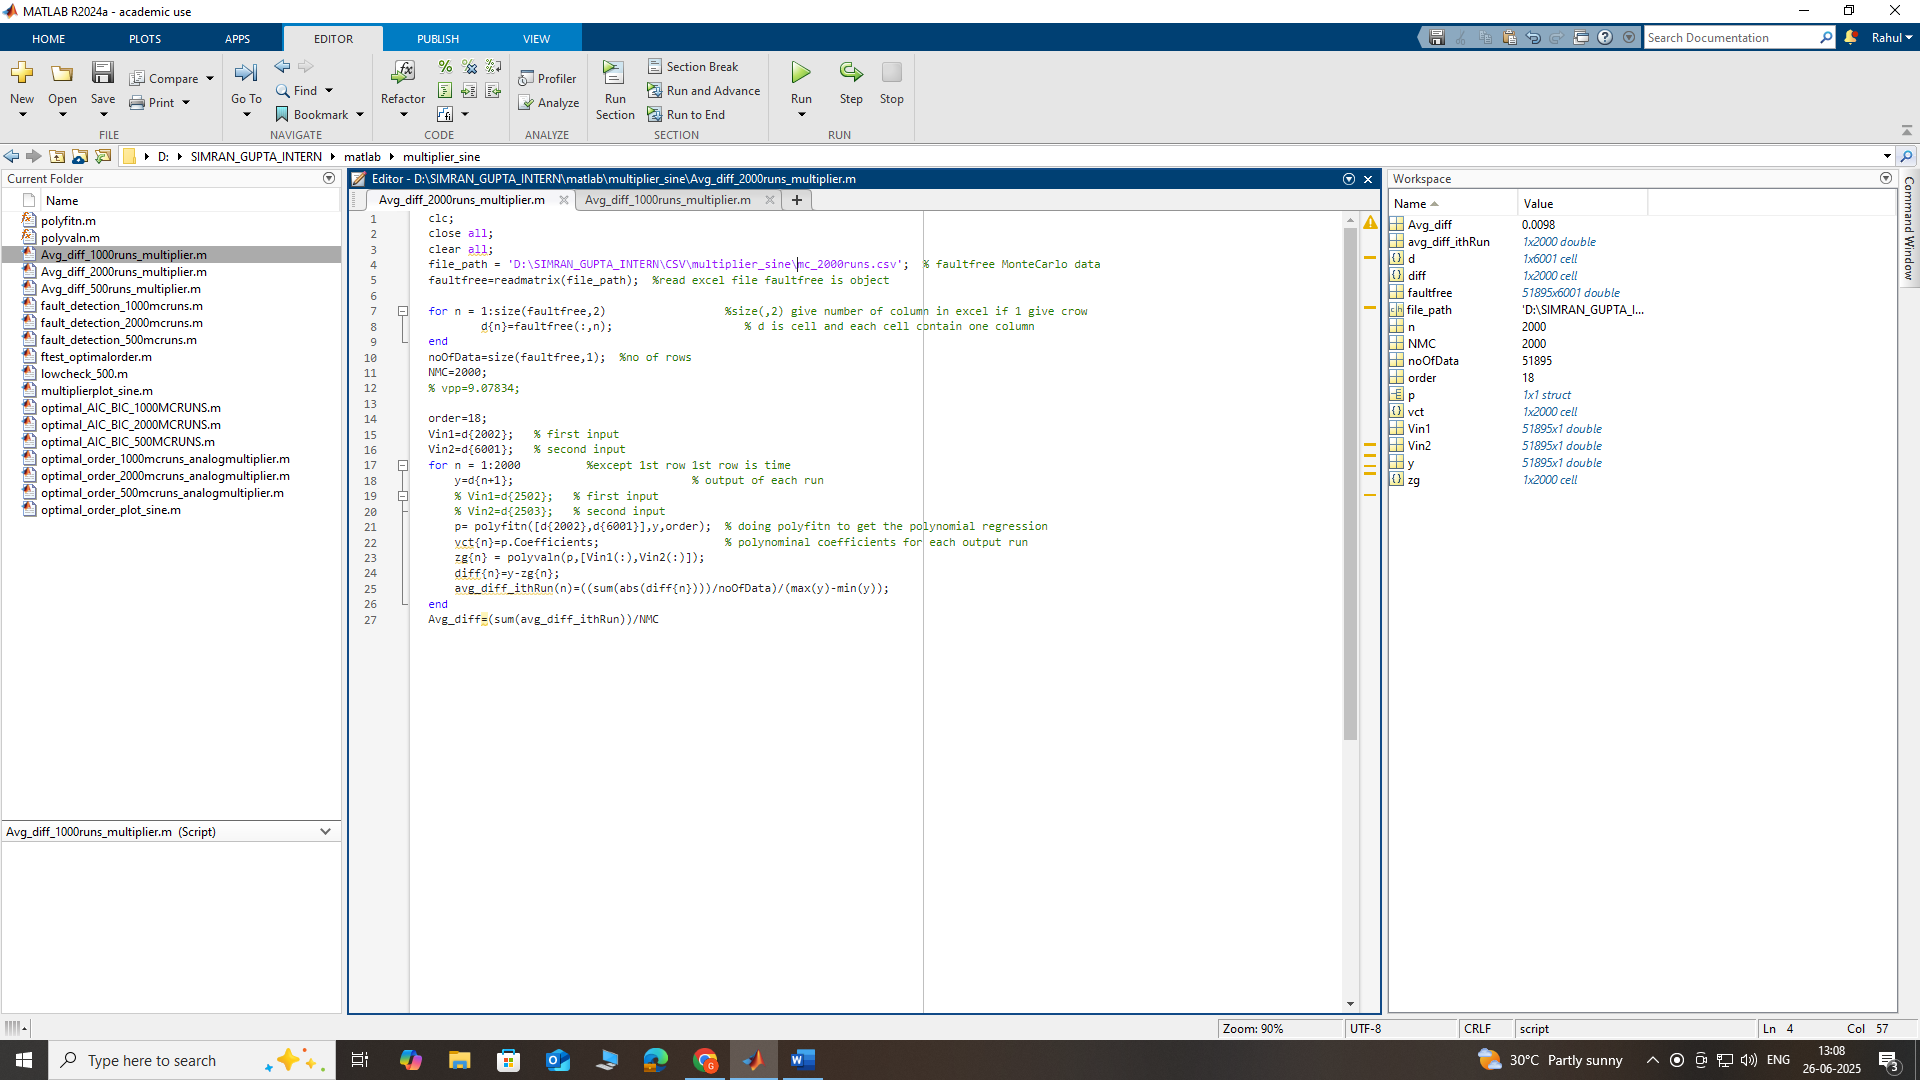 MATLAB R2024a - academic use
HOME PLOTS APPS EDITOR PUBLISH VIEW
Search Documentation
Rahul
New Open Save Compare Print
FILE
Go To Find Bookmark
NAVIGATE
Refactor
CODE
Profiler
Analyze
ANALYZE
Run Section
Section Break
Run and Advance
Run to End
SECTION
Run Step Stop
RUN
D: SIMRAN_GUPTA_INTERN matlab multiplier_sine
Current Folder
Name
polyfitn.m
polyvaln.m
Avg_diff_1000runs_multiplier.m
Avg_diff_2000runs_multiplier.m
Avg_diff_500runs_multiplier.m
fault_detection_1000mcruns.m
fault_detection_2000mcruns.m
fault_detection_500mcruns.m
ftest_optimalorder.m
lowcheck_500.m
multiplierplot_sine.m
optimal_AIC_BIC_1000MCRUNS.m
optimal_AIC_BIC_2000MCRUNS.m
optimal_AIC_BIC_500MCRUNS.m
optimal_order_1000mcruns_analogmultiplier.m
optimal_order_2000mcruns_analogmultiplier.m
optimal_order_500mcruns_analogmultiplier.m
optimal_order_plot_sine.m
Avg_diff_1000runs_multiplier.m (Script)
Editor - D:\SIMRAN_GUPTA_INTERN\matlab\multiplier_sine\Avg_diff_2000runs_multiplier.m
Avg_diff_2000runs_multiplier.m Avg_diff_1000runs_multiplier.m
1 clc;
2 close all;
3 clear all;
4 file_path = 'D:\SIMRAN_GUPTA_INTERN\CSV\multiplier_sine\mc_2000runs.csv'; % faultfree MonteCarlo data
5 faultfree=readmatrix(file_path); %read excel file faultfree is object
6
7 for n = 1:size(faultfree,2) %size(,2) give number of column in excel if 1 give crow
8 d{n}=faultfree(:,n); % d is cell and each cell contain one column
9 end
10 noOfData=size(faultfree,1); %no of rows
11 NMC=2000;
12 % vpp=9.07834;
13
14 order=18;
15 Vin1=d{2002}; % first input
16 Vin2=d{6001}; % second input
17 for n = 1:2000 %except 1st row 1st row is time
18 y=d{n+1}; % output of each run
19 % Vin1=d{2502}; % first input
20 % Vin2=d{2503}; % second input
21 p= polyfitn([d{2002},d{6001}],y,order); % doing polyfitn to get the polynomial regression
22 vct{n}=p.Coefficients; % polynominal coefficients for each output run
23 zg{n} = polyvaln(p,[Vin1(:),Vin2(:)]);
24 diff{n}=y-zg{n};
25 avg_diff_ithRun(n)=((sum(abs(diff{n})))/noOfData)/(max(y)-min(y));
26 end
27 Avg_diff=(sum(avg_diff_ithRun))/NMC
Workspace
Name Value
Avg_diff 0.0098
avg_diff_ithRun 1x2000 double
d 1x6001 cell
diff 1x2000 cell
faultfree 51895x6001 double
file_path 'D:\SIMRAN_GUPTA_I...
n 2000
NMC 2000
noOfData 51895
order 18
p 1x1 struct
vct 1x2000 cell
Vin1 51895x1 double
Vin2 51895x1 double
y 51895x1 double
zg 1x2000 cell
Command Window
Zoom: 90% UTF-8 CRLF script Ln 4 Col 57
Type here to search
30°C Partly sunny
ENG
13:08
26-06-2025
3